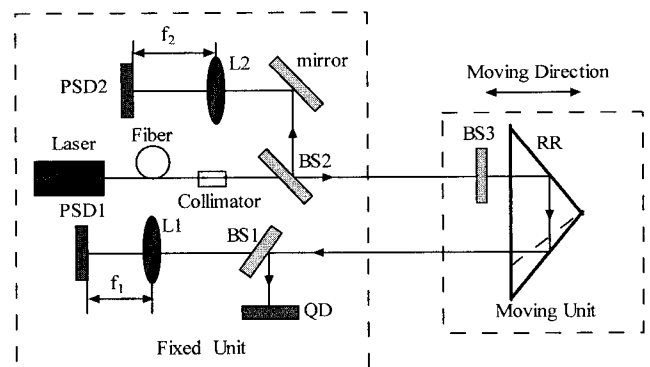 f2
L2
mirror
PSD2
Moving Direction
Laser
Fiber
BS3
RR
BS2
Collimator
PSD1
L1
BS1
f1
QD
Moving Unit
Fixed Unit